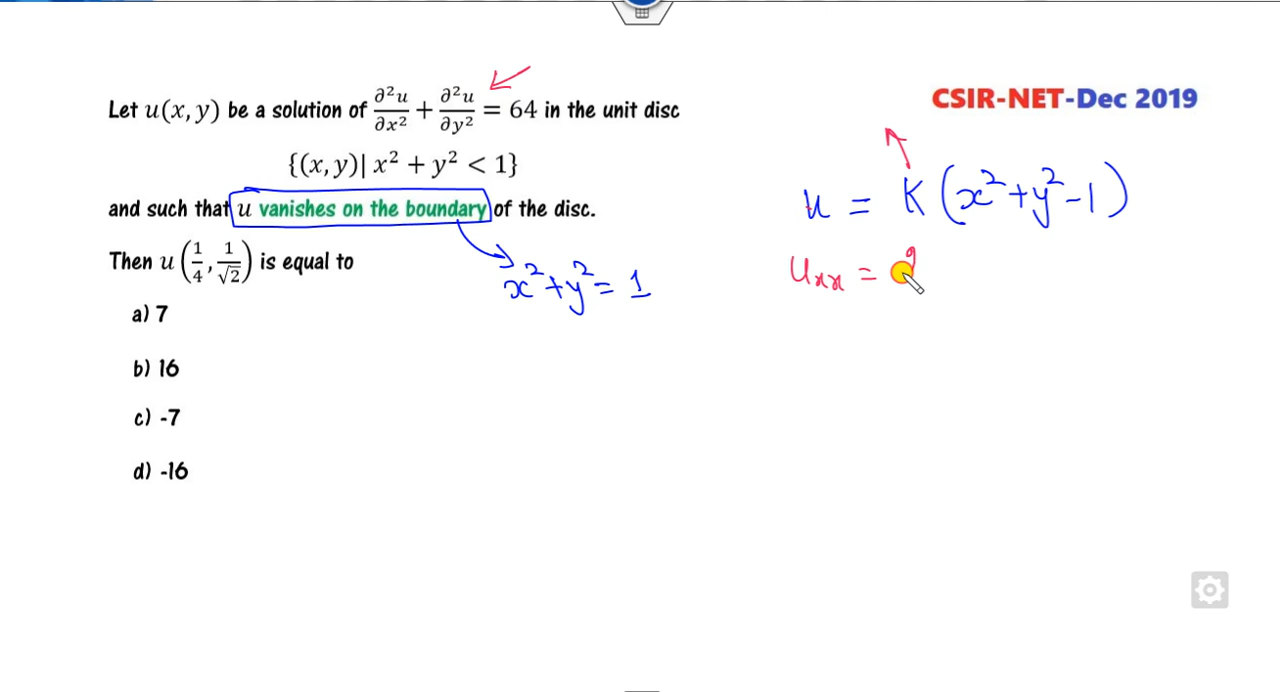 Let u(x, y) be a solution of ∂²u/∂x² + ∂²u/∂y² = 64 in the unit disc
{(x, y)| x² + y² < 1}
and such that u vanishes on the boundary of the disc.
Then u(1/4, 1/√2) is equal to
x² + y² = 1
a) 7
b) 16
c) -7
d) -16
CSIR-NET-Dec 2019
u = K(x² + y² - 1)
u_xx =